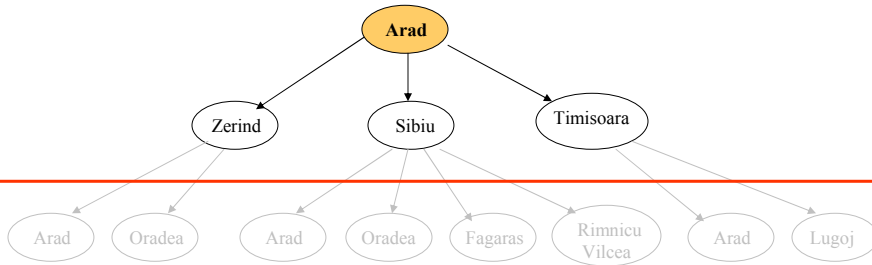 Arad
Zerind
Sibiu
Timisoara
Arad
Oradea
Arad
Oradea
Fagaras
Rimnicu
Vilcea
Arad
Lugoj